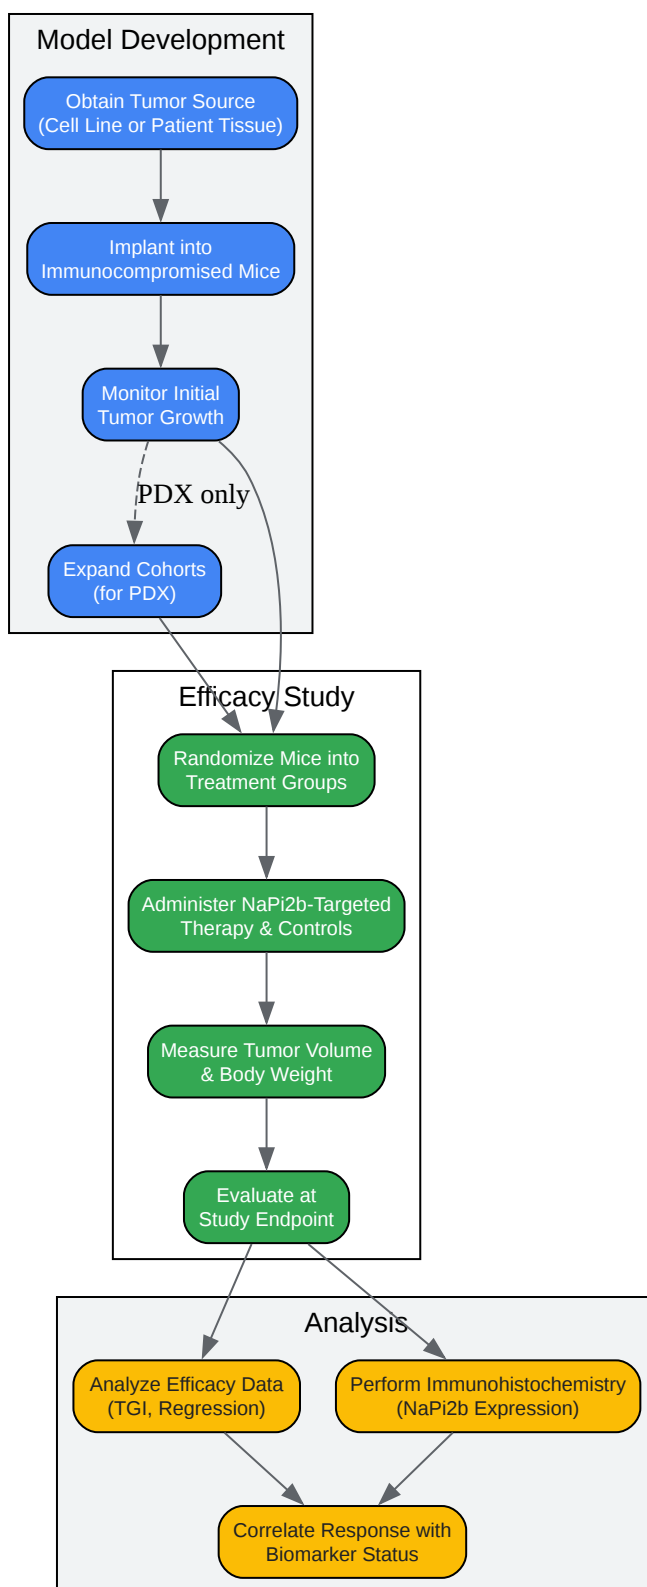 Model Development
Obtain Tumor Source
(Cell Line or Patient Tissue)
Implant into
Immunocompromised Mice
Monitor Initial
Tumor Growth
PDX only
Expand Cohorts
(for PDX)
Efficacy Study
Randomize Mice into
Treatment Groups
Administer NaPi2b-Targeted
Therapy & Controls
Measure Tumor Volume
& Body Weight
Evaluate at
Study Endpoint
Analysis
Analyze Efficacy Data
(TGI, Regression)
Perform Immunohistochemistry
(NaPi2b Expression)
Correlate Response with
Biomarker Status